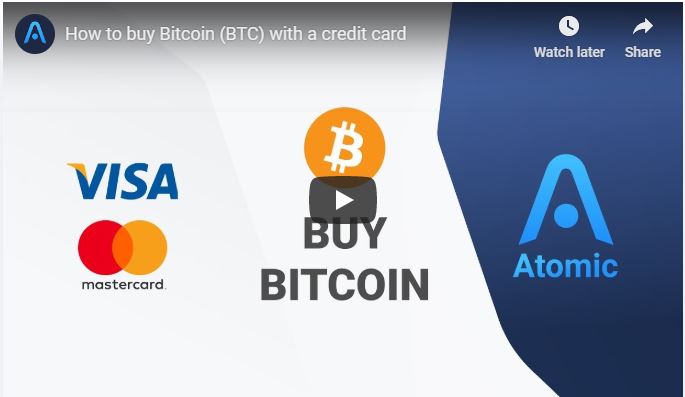 How to buy Bitcoin (BTC) with a credit card
Watch later
Share
VISA
mastercard.
BUY
BITCOIN
Atomic